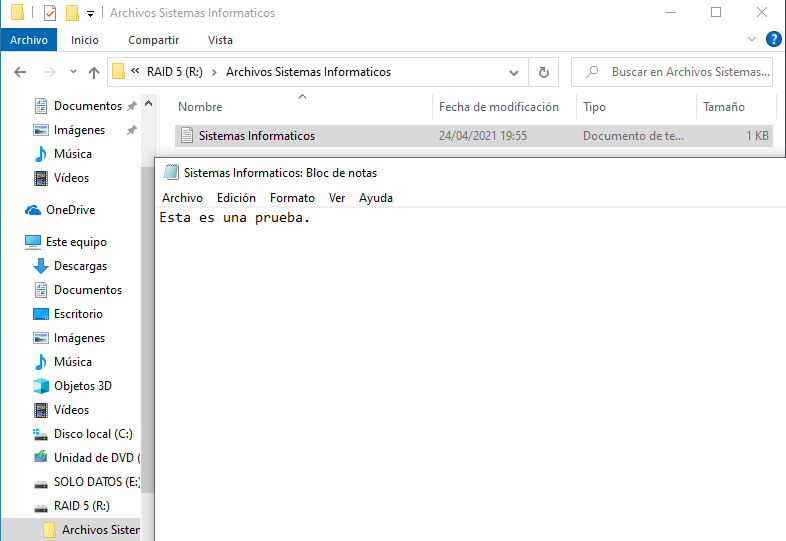 Archivos Sistemas Informaticos
Archivo Inicio Compartir Vista
« RAID 5 (R:) > Archivos Sistemas Informaticos
Buscar en Archivos Sistemas...
Nombre Fecha de modificación Tipo Tamaño
Sistemas Informaticos 24/04/2021 19:55 Documento de te... 1 KB
Documentos
Imágenes
Música
Vídeos
OneDrive
Este equipo
Descargas
Documentos
Escritorio
Imágenes
Música
Objetos 3D
Vídeos
Disco local (C:)
Unidad de DVD (
SOLO DATOS (E:)
RAID 5 (R:)
Archivos Sister
Sistemas Informaticos: Bloc de notas
Archivo Edición Formato Ver Ayuda
Esta es una prueba.